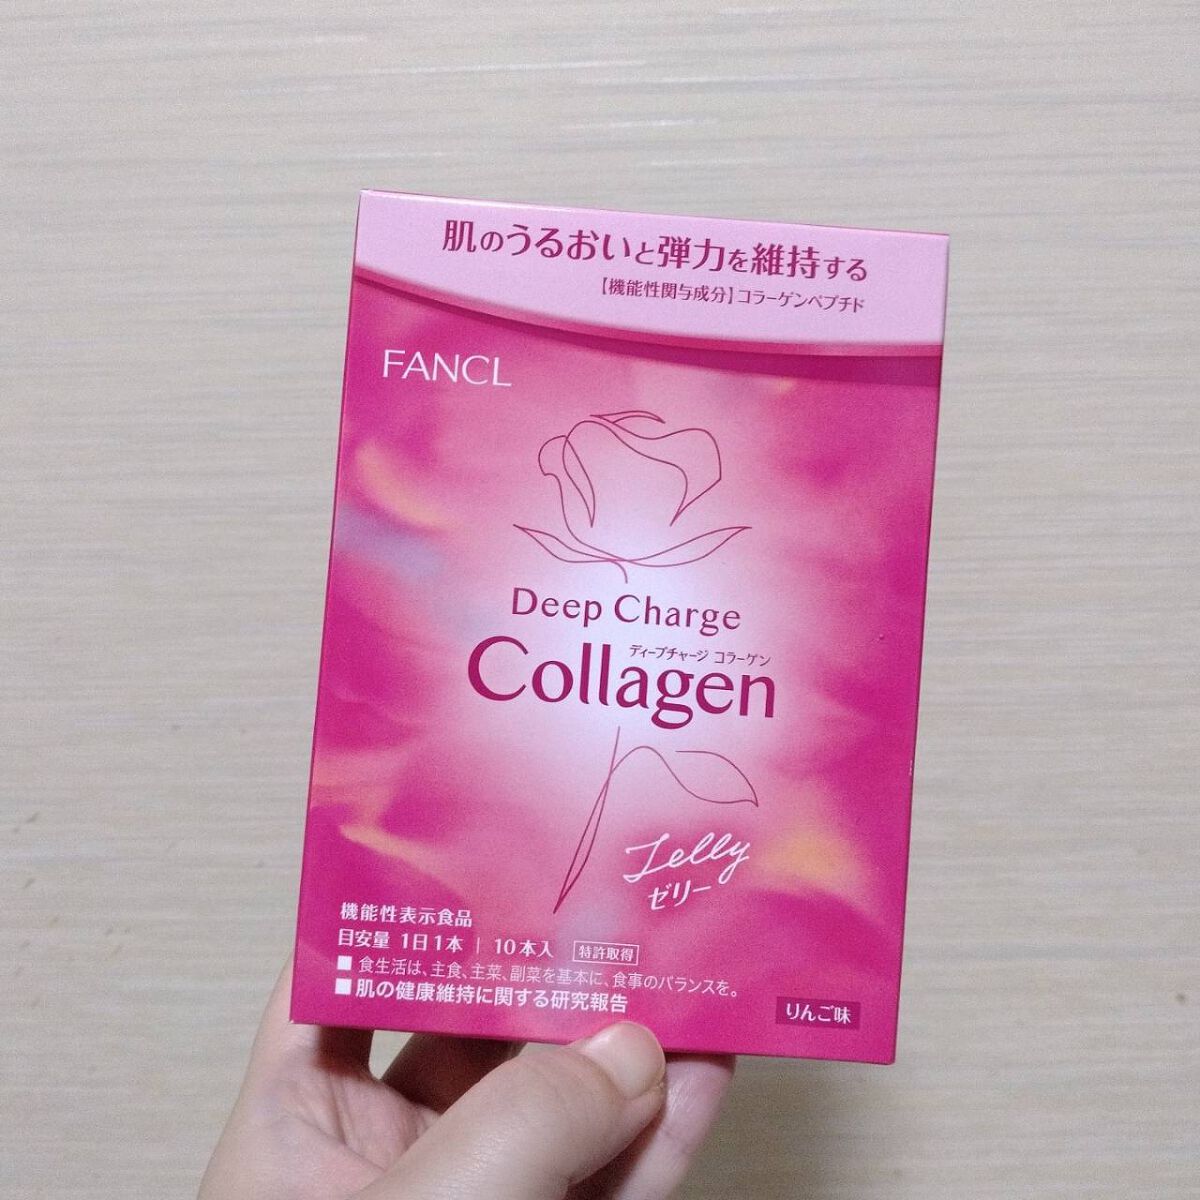 肌のうるおいと弾力を維持する
【機能性関与成分】コラーゲンペプチド
FANCL
Deep Charge
ディープチャージ コラーゲン
Collagen
Jelly
ゼリー
機能性表示食品
目安量 1日1本 | 10本入 特許取得
■ 食生活は、主食、主菜、副菜を基本に、食事のバランスを。
■ 肌の健康維持に関する研究報告
りんご味